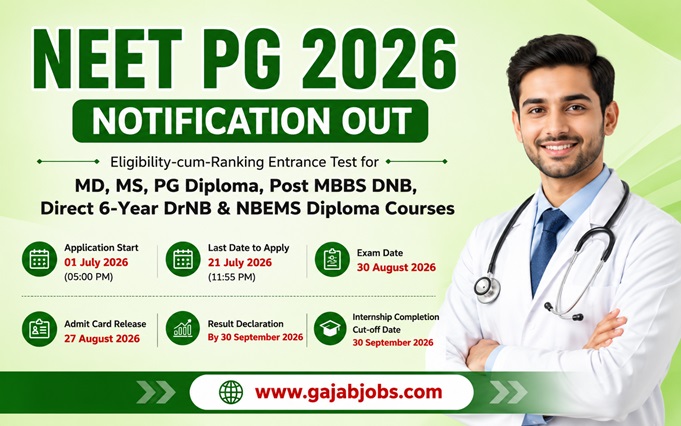 NEET PG 2026
NOTIFICATION OUT
Eligibility-cum-Ranking Entrance Test for
MD, MS, PG Diploma, Post MBBS DNB,
Direct 6-Year DrNB & NBEMS Diploma Courses
Application Start
01 July 2026
(05:00 PM)
Last Date to Apply
21 July 2026
(11:55 PM)
Exam Date
30 August 2026
Admit Card Release
27 August 2026
Result Declaration
By 30 September 2026
Internship Completion
Cut-off Date
30 September 2026
www.gajabjobs.com